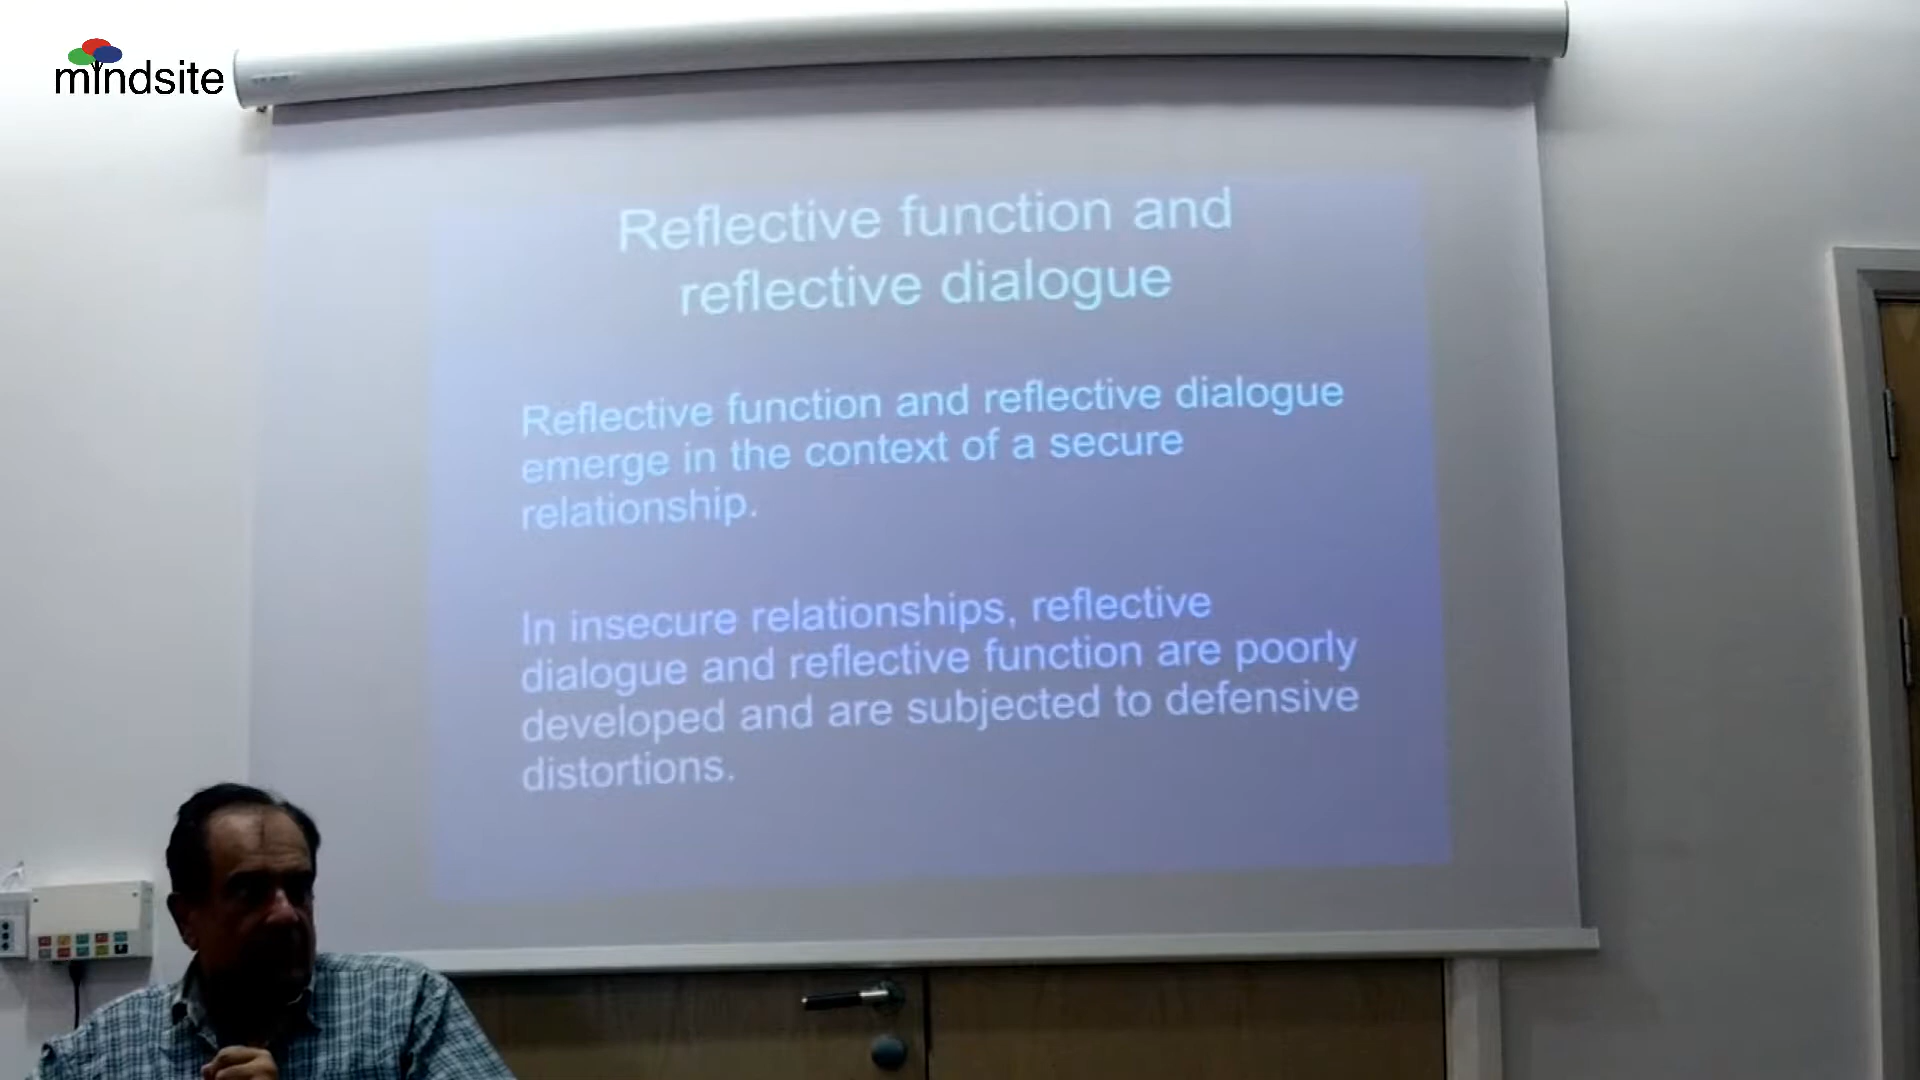 mindsite
Reflective function and
reflective dialogue
Reflective function and reflective dialogue
emerge in the context of a secure
relationship.
In insecure relationships, reflective
dialogue and reflective function are poorly
developed and are subjected to defensive
distortions.